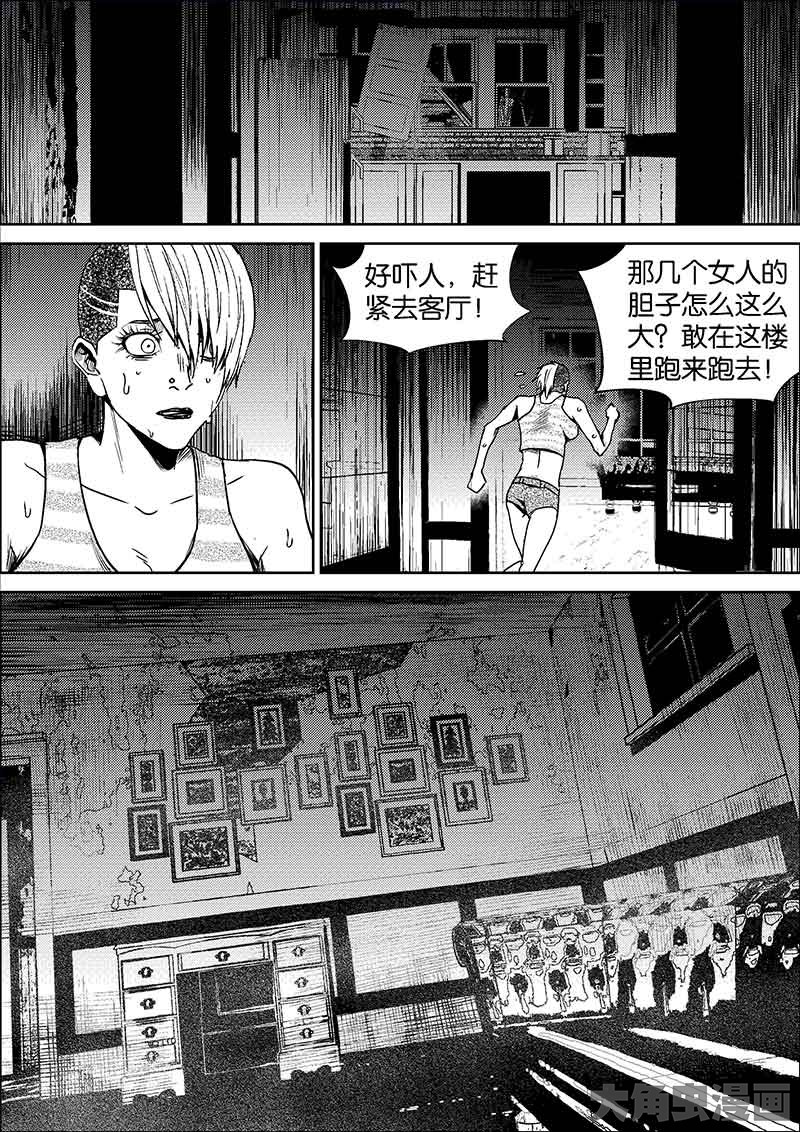 好吓人，赶
紧去客厅！
那几个女人的
胆子怎么这么
大？敢在这楼
里跑来跑去！
大角虫漫画